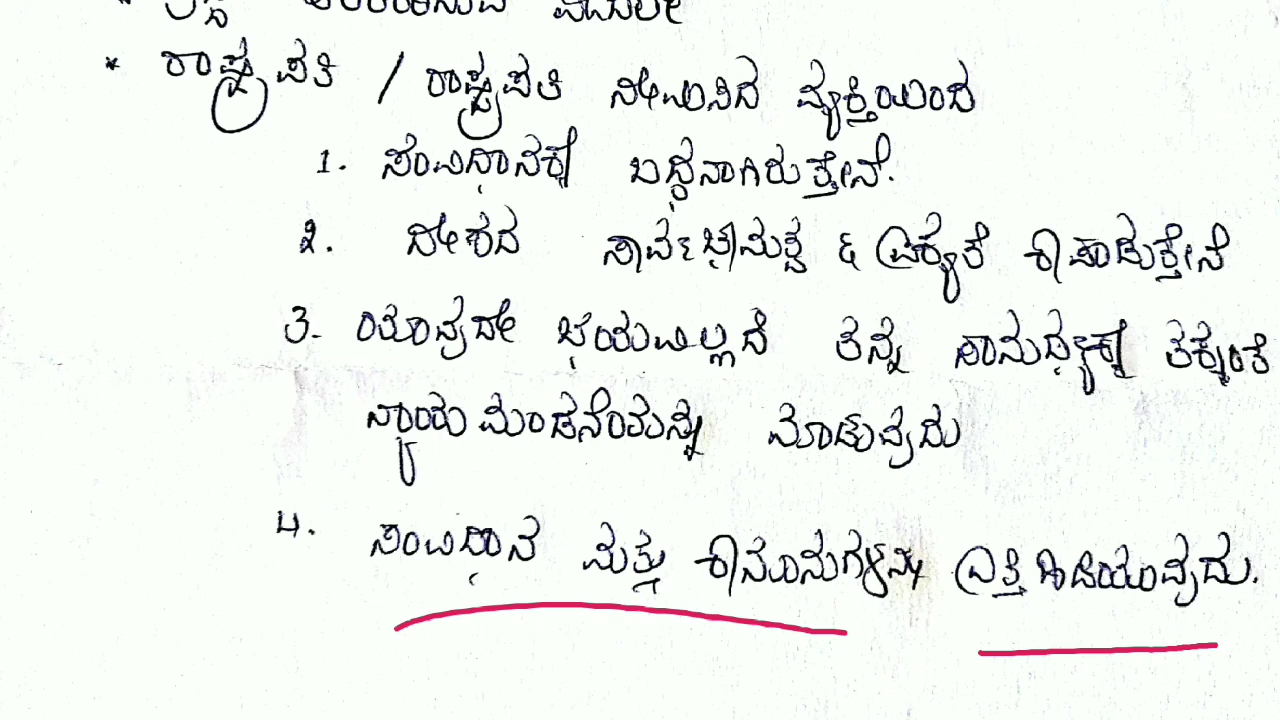 * ರಾಷ್ಟ್ರಪತಿ / ರಾಷ್ಟ್ರಪತಿ ನೇಮಿಸಿದ ವ್ಯಕ್ತಿಯಿಂದ
1. ಸಂವಿಧಾನಕ್ಕೆ ಬದ್ಧನಾಗಿರುತ್ತೇನೆ.
2. ದೇಶದ ಸಾರ್ವಭೌಮತ್ವ & ಐಕ್ಯತೆ ಕಾಪಾಡುತ್ತೇನೆ
3. ಯಾವುದೇ ಭಯವಿಲ್ಲದೆ ತನ್ನ ಸಾಮರ್ಥ್ಯಕ್ಕೆ ತಕ್ಕಂತೆ
ನ್ಯಾಯ ಮಂಡನೆಯನ್ನು ಮಾಡುವುದು
4. ಸಂವಿಧಾನ ಮತ್ತು ಕಾನೂನುಗಳನ್ನು ಎತ್ತಿ ಹಿಡಿಯುವುದು.